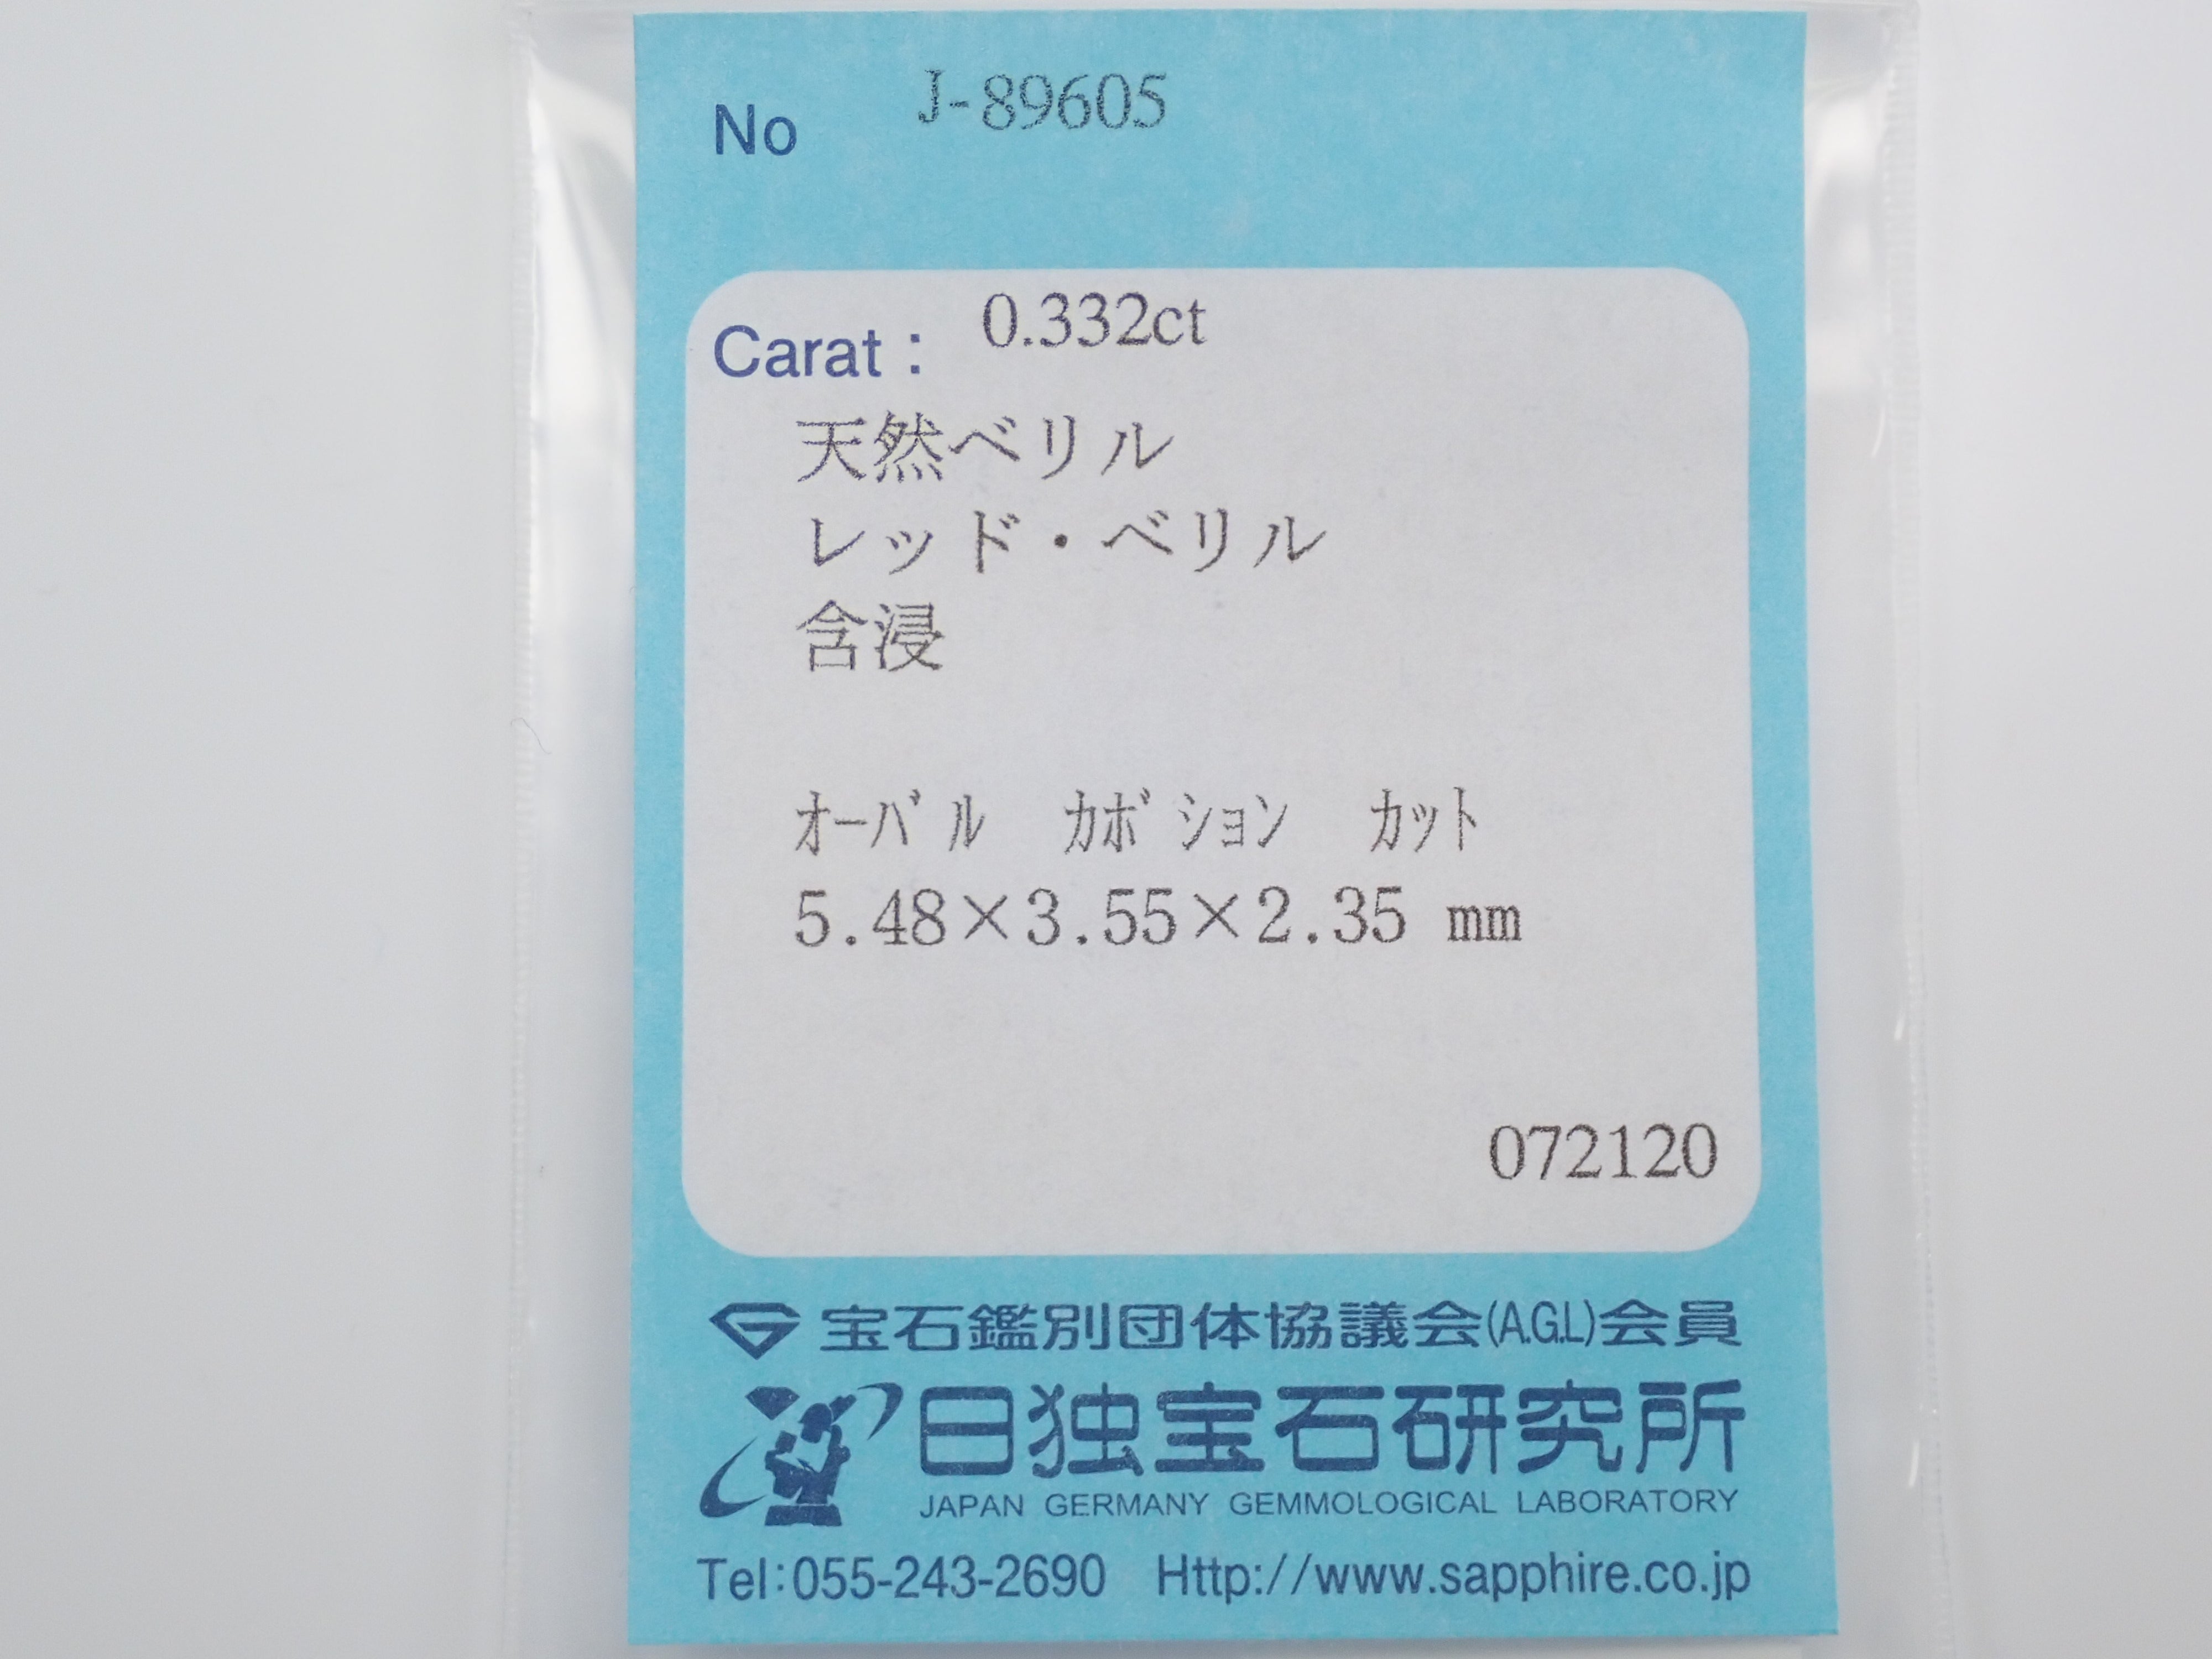 No J-89605
Carat： 0.332ct
天然ベリル
レッド・ベリル
含浸
ｵｰﾊﾞﾙ ｶﾎﾞｼｮﾝ ｶｯﾄ
5.48×3.55×2.35 mm
072120
宝石鑑別団体協議会(A.G.L)会員
日独宝石研究所
JAPAN GERMANY GEMMOLOGICAL LABORATORY
Tel:055-243-2690 Http://www.sapphire.co.jp